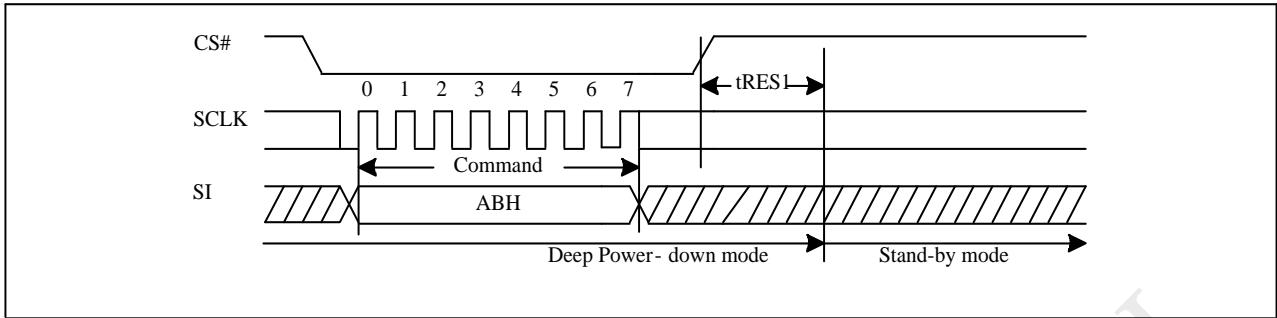 CS#
tRES1
0 1 2 3 4 5 6 7
SCLK
Command
SI
ABH
Deep Power- down mode
Stand-by mode